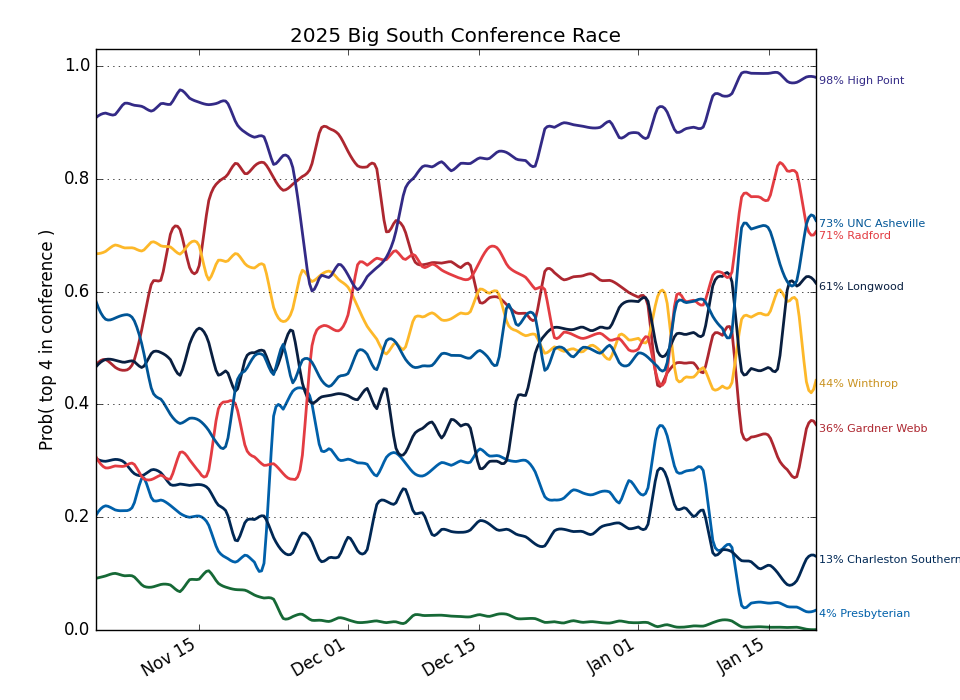 2025 Big South Conference Race
Prob( top 4 in conference )
1.0
0.8
0.6
0.4
0.2
0.0
Nov 15
Dec 01
Dec 15
Jan 01
Jan 15
98% High Point
73% UNC Asheville
71% Radford
61% Longwood
44% Winthrop
36% Gardner Webb
13% Charleston Southern
4% Presbyterian